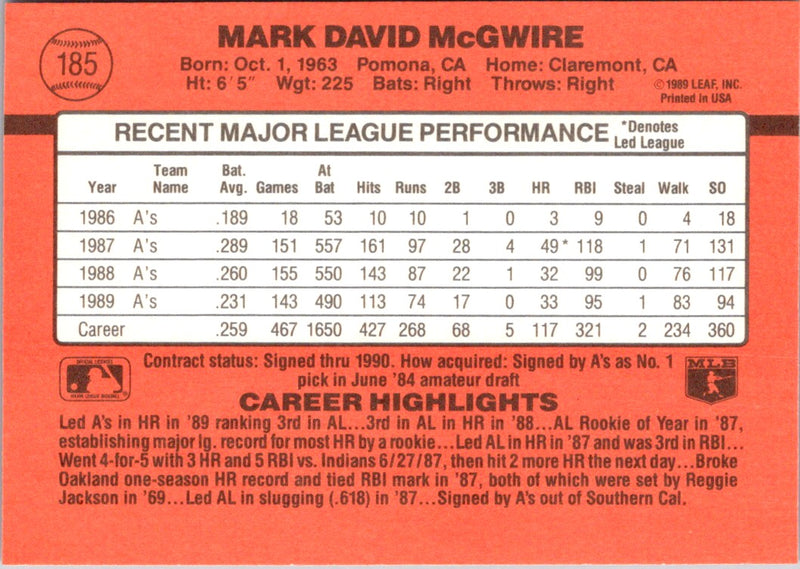 185
MARK DAVID McGWIRE
Born: Oct. 1, 1963 Pomona, CA Home: Claremont, CA
Ht: 6'5" Wgt: 225 Bats: Right Throws: Right
©1989 LEAF, INC.
Printed in USA
RECENT MAJOR LEAGUE PERFORMANCE *Denotes Led League
Year Team Name Bat. Avg. Games At Bat Hits Runs 2B 3B HR RBI Steal Walk SO
1986 A's .189 18 53 10 10 1 0 3 9 0 4 18
1987 A's .289 151 557 161 97 28 4 49* 118 1 71 131
1988 A's .260 155 550 143 87 22 1 32 99 0 76 117
1989 A's .231 143 490 113 74 17 0 33 95 1 83 94
Career .259 467 1650 427 268 68 5 117 321 2 234 360
Contract status: Signed thru 1990. How acquired: Signed by A's as No. 1
pick in June '84 amateur draft
MLB
CAREER HIGHLIGHTS
Led A's in HR in '89 ranking 3rd in AL...3rd in AL in HR in '88...AL Rookie of Year in '87,
establishing major lg. record for most HR by a rookie...Led AL in HR in '87 and was 3rd in RBI...
Went 4-for-5 with 3 HR and 5 RBI vs. Indians 6/27/87, then hit 2 more HR the next day...Broke
Oakland one-season HR record and tied RBI mark in '87, both of which were set by Reggie
Jackson in '69...Led AL in slugging (.618) in '87...Signed by A's out of Southern Cal.